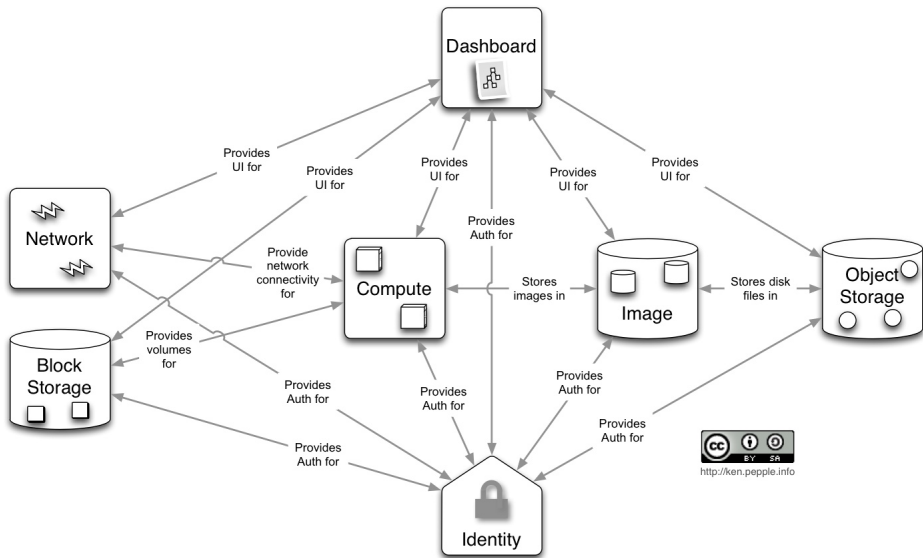 Dashboard
Provides
UI for
Provides
UI for
Provides
UI for
Provides
UI for
Provides
UI for
Provides
Auth for
Network
Provide
network
connectivity
for
Compute
Stores
images in
Image
Stores disk
files in
Object
Storage
Block
Storage
Provides
volumes
for
Provides
Auth for
Provides
Auth for
Provides
Auth for
Provides
Auth for
Provides
Auth for
Identity
cc
BY SA
http://ken.pepple.info